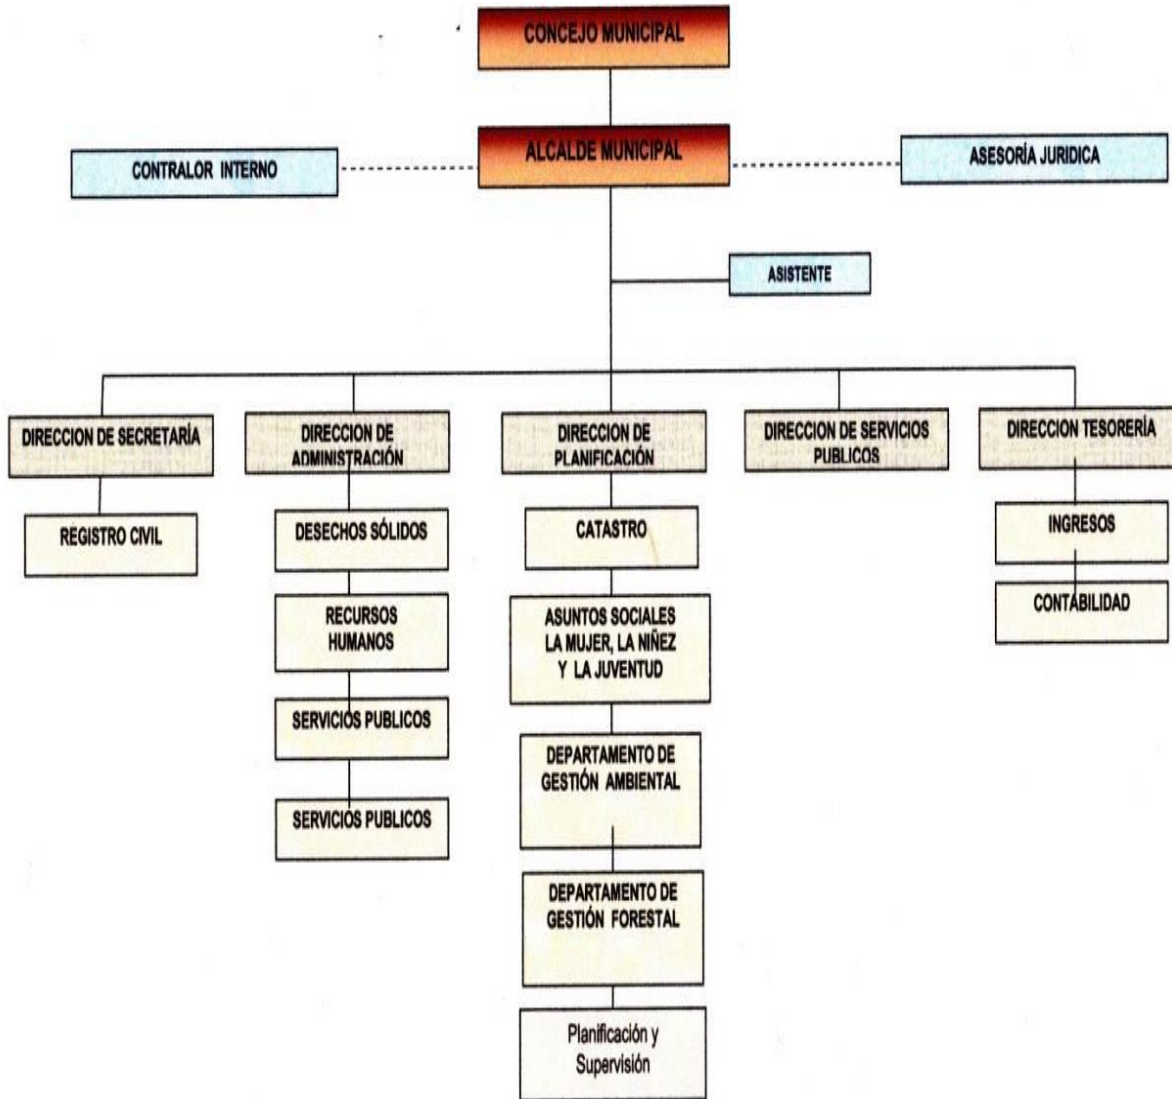 CONCEJO MUNICIPAL
ALCALDE MUNICIPAL
CONTRALOR INTERNO
ASESORÍA JURIDICA
ASISTENTE
DIRECCION DE SECRETARÍA
DIRECCION DE
ADMINISTRACIÓN
DIRECCION DE
PLANIFICACIÓN
DIRECCION DE SERVICIOS
PUBLICOS
DIRECCION TESORERÍA
REGISTRO CIVIL
DESECHOS SÓLIDOS
RECURSOS
HUMANOS
SERVICIOS PUBLICOS
SERVICIOS PUBLICOS
CATASTRO
ASUNTOS SOCIALES
LA MUJER, LA NIÑEZ
Y LA JUVENTUD
DEPARTAMENTO DE
GESTIÓN AMBIENTAL
DEPARTAMENTO DE
GESTIÓN FORESTAL
Planificación y
Supervisión
INGRESOS
CONTABILIDAD